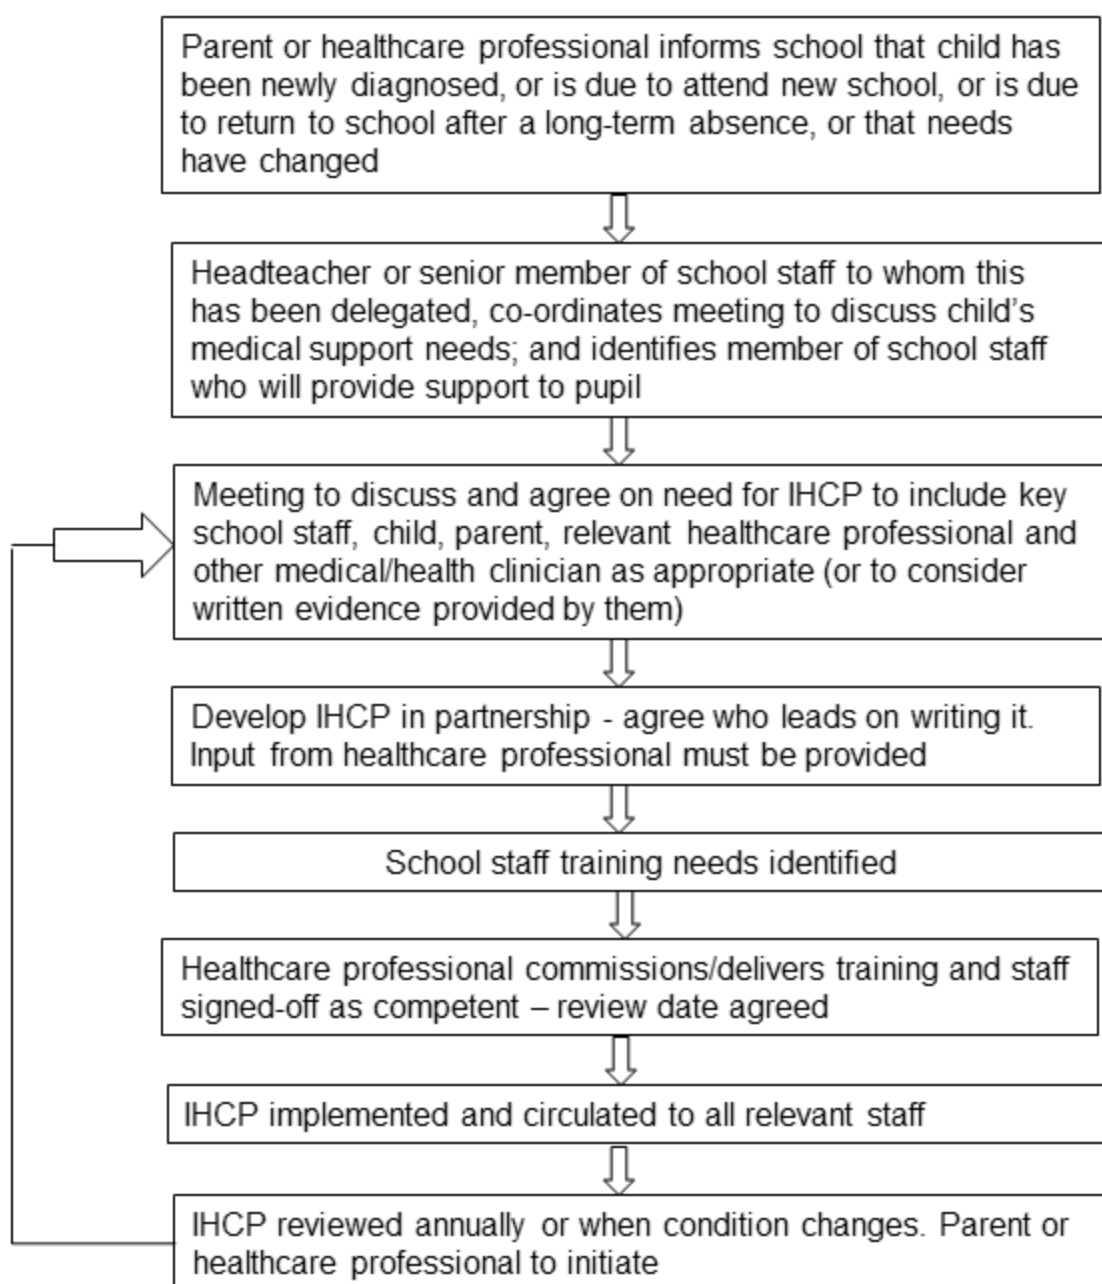 Parent or healthcare professional informs school that child has
been newly diagnosed, or is due to attend new school, or is due
to return to school after a long-term absence, or that needs
have changed
Headteacher or senior member of school staff to whom this
has been delegated, co-ordinates meeting to discuss child’s
medical support needs; and identifies member of school staff
who will provide support to pupil
Meeting to discuss and agree on need for IHCP to include key
school staff, child, parent, relevant healthcare professional and
other medical/health clinician as appropriate (or to consider
written evidence provided by them)
Develop IHCP in partnership - agree who leads on writing it.
Input from healthcare professional must be provided
School staff training needs identified
Healthcare professional commissions/delivers training and staff
signed-off as competent – review date agreed
IHCP implemented and circulated to all relevant staff
IHCP reviewed annually or when condition changes. Parent or
healthcare professional to initiate